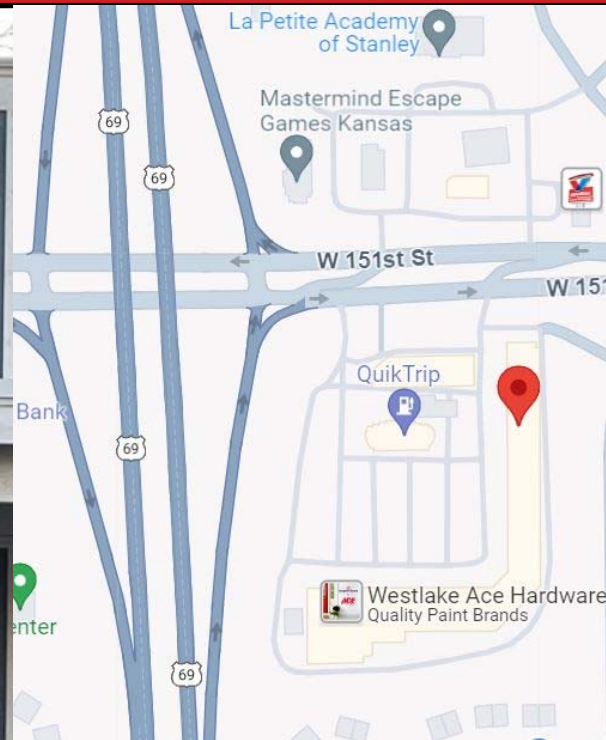 La Petite Academy
of Stanley
Mastermind Escape
Games Kansas
69
69
W 151st St
W 151
QuikTrip
Bank
69
Westlake Ace Hardware
Quality Paint Brands
enter
69